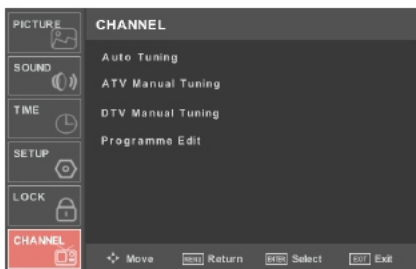 PICTURE
CHANNEL
Auto Tuning
SOUND
ATV Manual Tuning
TIME
DTV Manual Tuning
Programme Edit
SETUP
LOCK
CHANNEL
Move MENU Return ENTER Select EXIT Exit